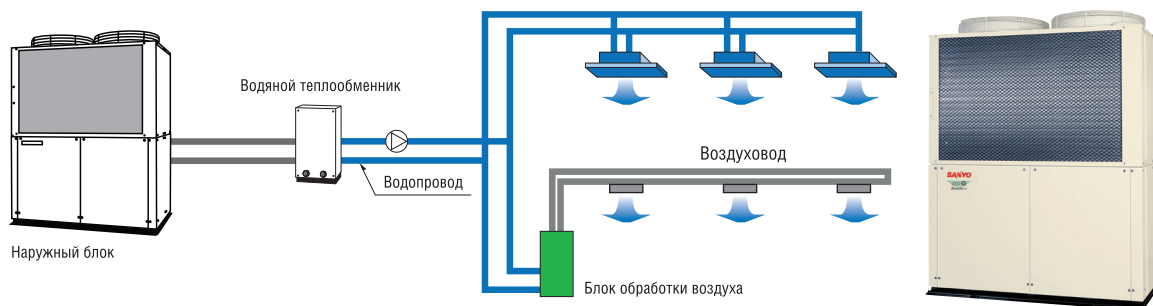 Водяной теплообменник
Воздуховод
Водопровод
Наружный блок
Блок обработки воздуха
SANYO